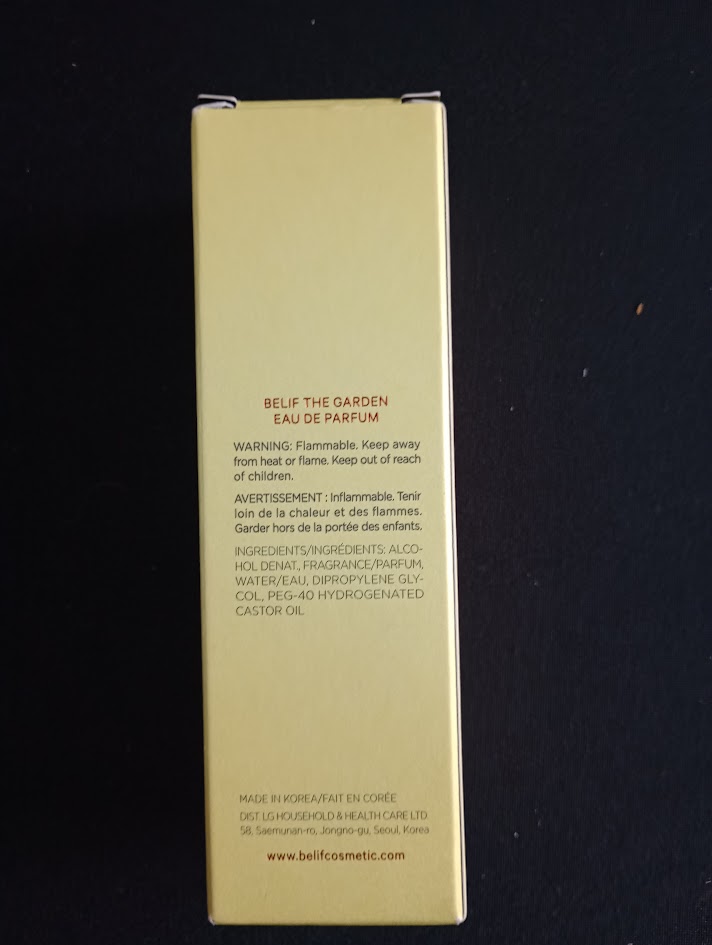 BELIF THE GARDEN
EAU DE PARFUM
WARNING: Flammable. Keep away
from heat or flame. Keep out of reach
of children.
AVERTISSEMENT : Inflammable. Tenir
loin de la chaleur et des flammes.
Garder hors de la portée des enfants.
INGREDIENTS/INGRÉDIENTS: ALCO-
HOL DENAT., FRAGRANCE/PARFUM,
WATER/EAU, DIPROPYLENE GLY-
COL, PEG-40 HYDROGENATED
CASTOR OIL
MADE IN KOREA/FAIT EN CORÉE
DIST. LG HOUSEHOLD & HEALTH CARE LTD.
58, Saemunan-ro, Jongno-gu, Seoul, Korea
www.belifcosmetic.com